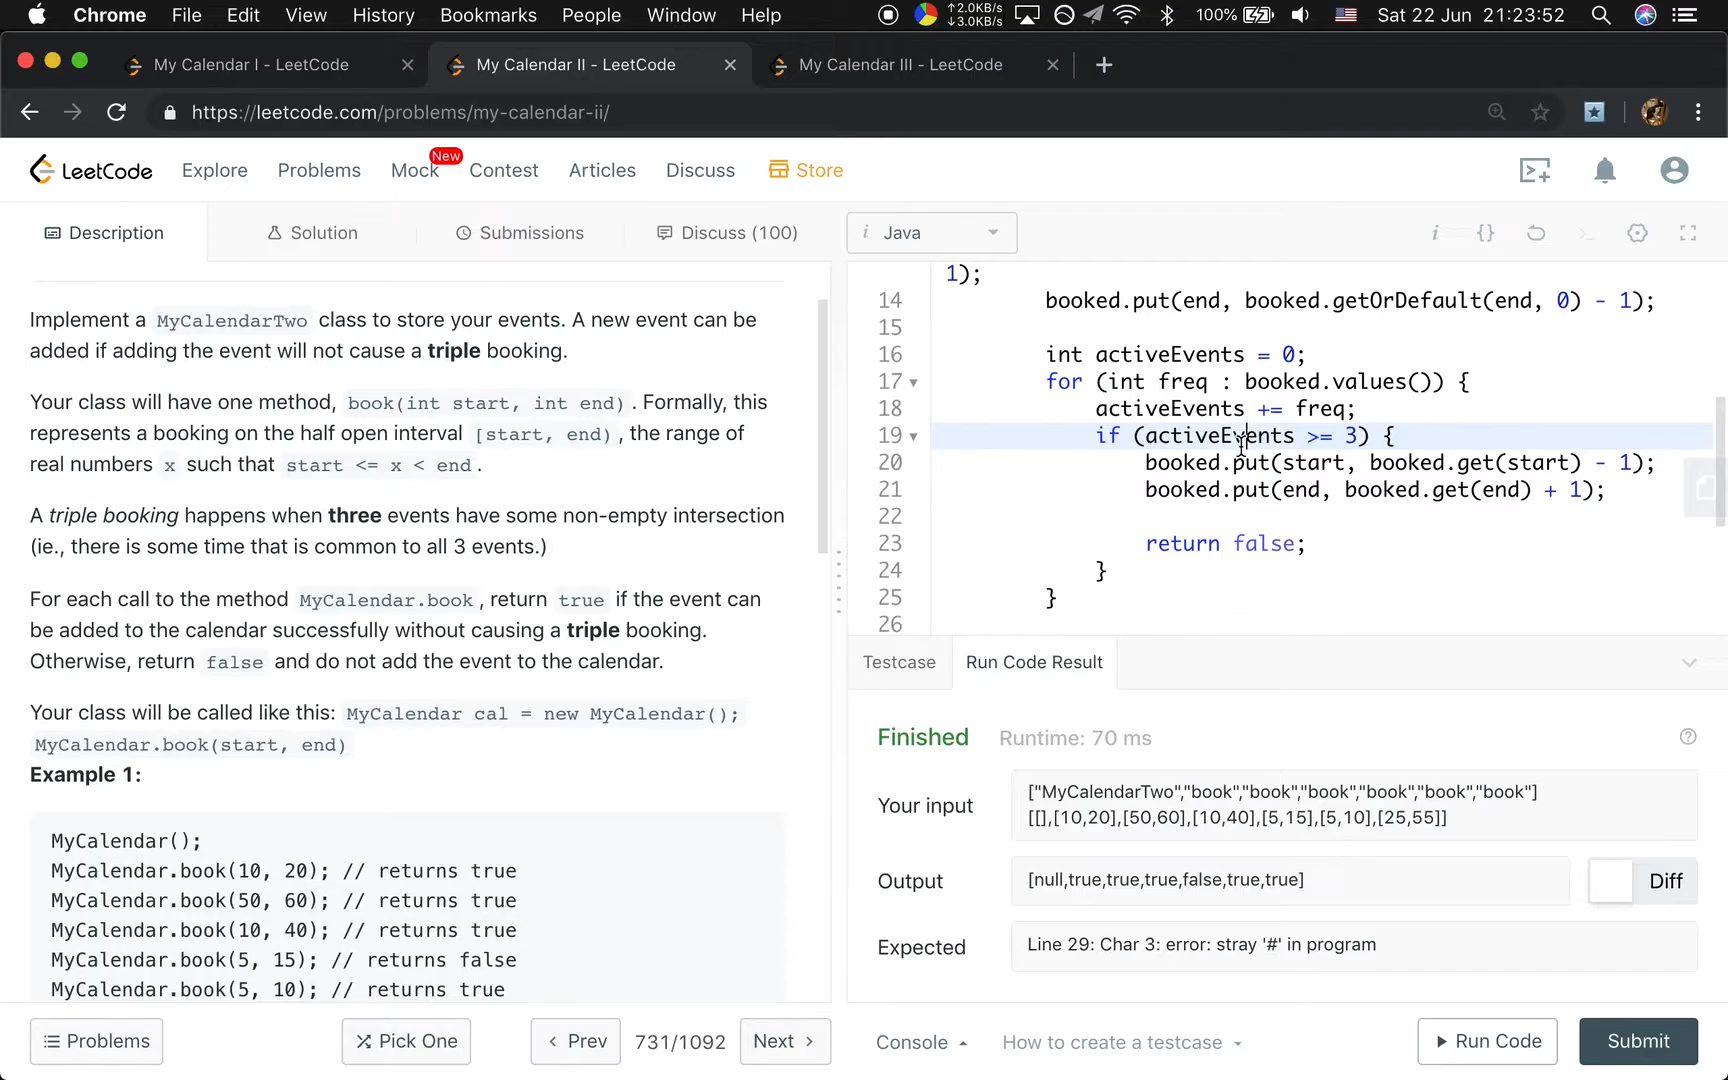 Chrome File Edit View History Bookmarks People Window Help 2.0KB/s 3.0KB/s 100% Sat 22 Jun 21:23:52
My Calendar I - LeetCode My Calendar II - LeetCode My Calendar III - LeetCode
https://leetcode.com/problems/my-calendar-ii/
LeetCode Explore Problems Mock New Contest Articles Discuss Store
Description Solution Submissions Discuss (100)
i Java
Implement a MyCalendarTwo class to store your events. A new event can be
added if adding the event will not cause a triple booking.
Your class will have one method, book(int start, int end). Formally, this
represents a booking on the half open interval [start, end), the range of
real numbers x such that start <= x < end.
A triple booking happens when three events have some non-empty intersection
(ie., there is some time that is common to all 3 events.)
For each call to the method MyCalendar.book, return true if the event can
be added to the calendar successfully without causing a triple booking.
Otherwise, return false and do not add the event to the calendar.
Your class will be called like this: MyCalendar cal = new MyCalendar();
MyCalendar.book(start, end)
Example 1:
MyCalendar();
MyCalendar.book(10, 20); // returns true
MyCalendar.book(50, 60); // returns true
MyCalendar.book(10, 40); // returns true
MyCalendar.book(5, 15); // returns false
MyCalendar.book(5, 10); // returns true
1);
14 booked.put(end, booked.getOrDefault(end, 0) - 1);
15
16 int activeEvents = 0;
17 for (int freq : booked.values()) {
18 activeEvents += freq;
19 if (activeEvents >= 3) {
20 booked.put(start, booked.get(start) - 1);
21 booked.put(end, booked.get(end) + 1);
22
23 return false;
24 }
25 }
26
Testcase Run Code Result
Finished Runtime: 70 ms
Your input
["MyCalendarTwo","book","book","book","book","book","book"]
[[],[10,20],[50,60],[10,40],[5,15],[5,10],[25,55]]
Output [null,true,true,true,false,true,true] Diff
Expected Line 29: Char 3: error: stray '#' in program
Problems Pick One Prev 731/1092 Next Console How to create a testcase Run Code Submit